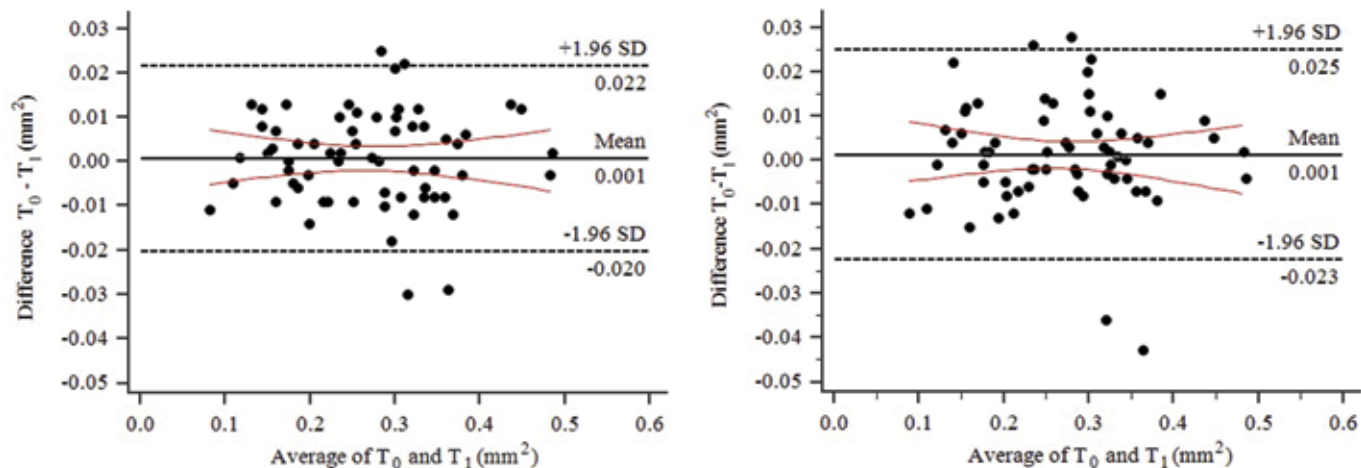 0.03
0.02
0.01
0.00
-0.01
-0.02
-0.03
-0.04
-0.05
Difference T0 - T1 (mm2)
+1.96 SD
0.022
Mean
0.001
-1.96 SD
-0.020
0.0 0.1 0.2 0.3 0.4 0.5 0.6
Average of T0 and T1 (mm2)
0.03
0.02
0.01
0.00
-0.01
-0.02
-0.03
-0.04
-0.05
Difference T0-T1 (mm2)
+1.96 SD
0.025
Mean
0.001
-1.96 SD
-0.023
0.0 0.1 0.2 0.3 0.4 0.5 0.6
Average of T0 and T1 (mm2)